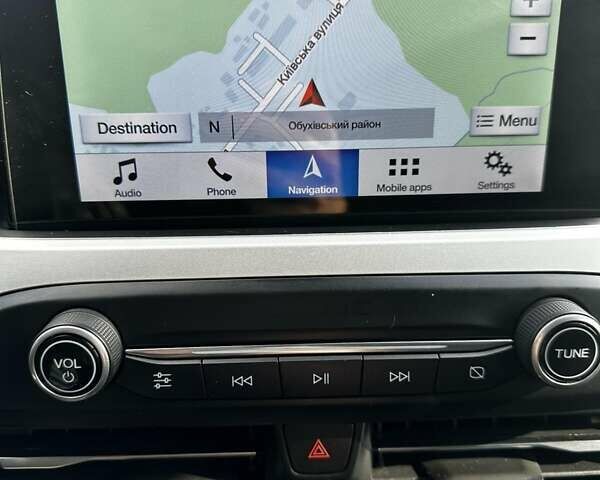 Київська вулиця
Destination
N
Обухівський район
Menu
Audio
Phone
Navigation
Mobile apps
Settings
VOL
TUNE